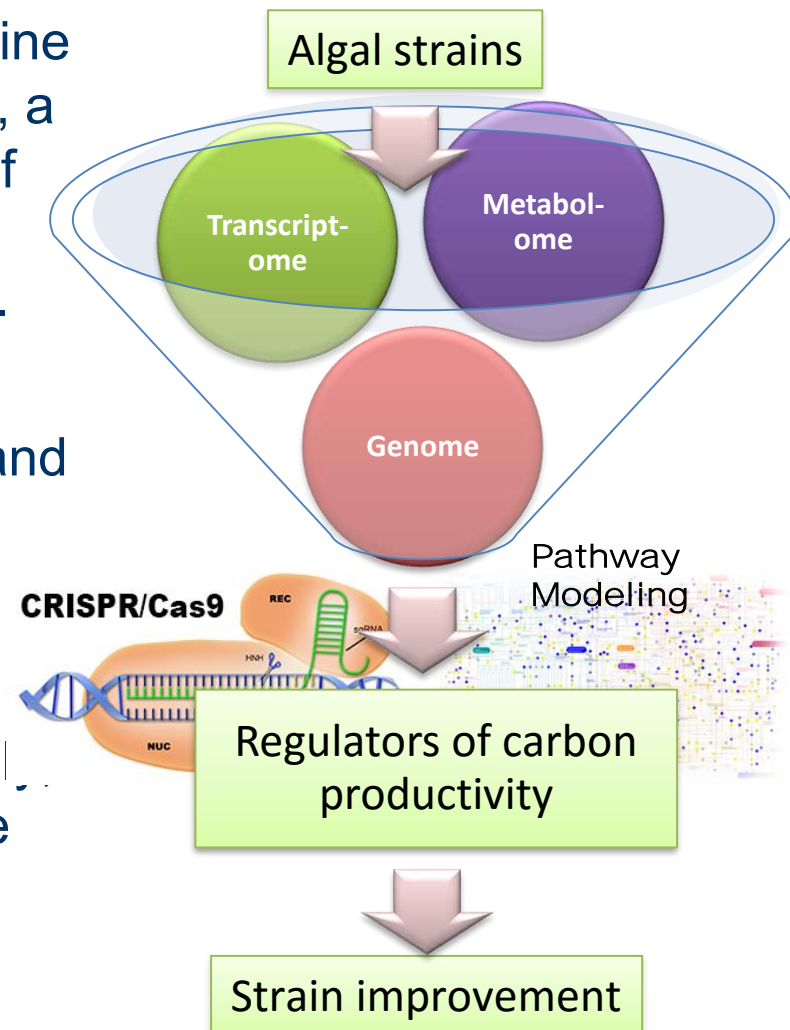 ine
, a
f
.
and
e
Algal strains
Transcript-
ome
Metabol-
ome
Genome
Pathway
Modeling
CRISPR/Cas9
REC
sgRNA
HNH
NUC
Regulators of carbon
productivity
Strain improvement